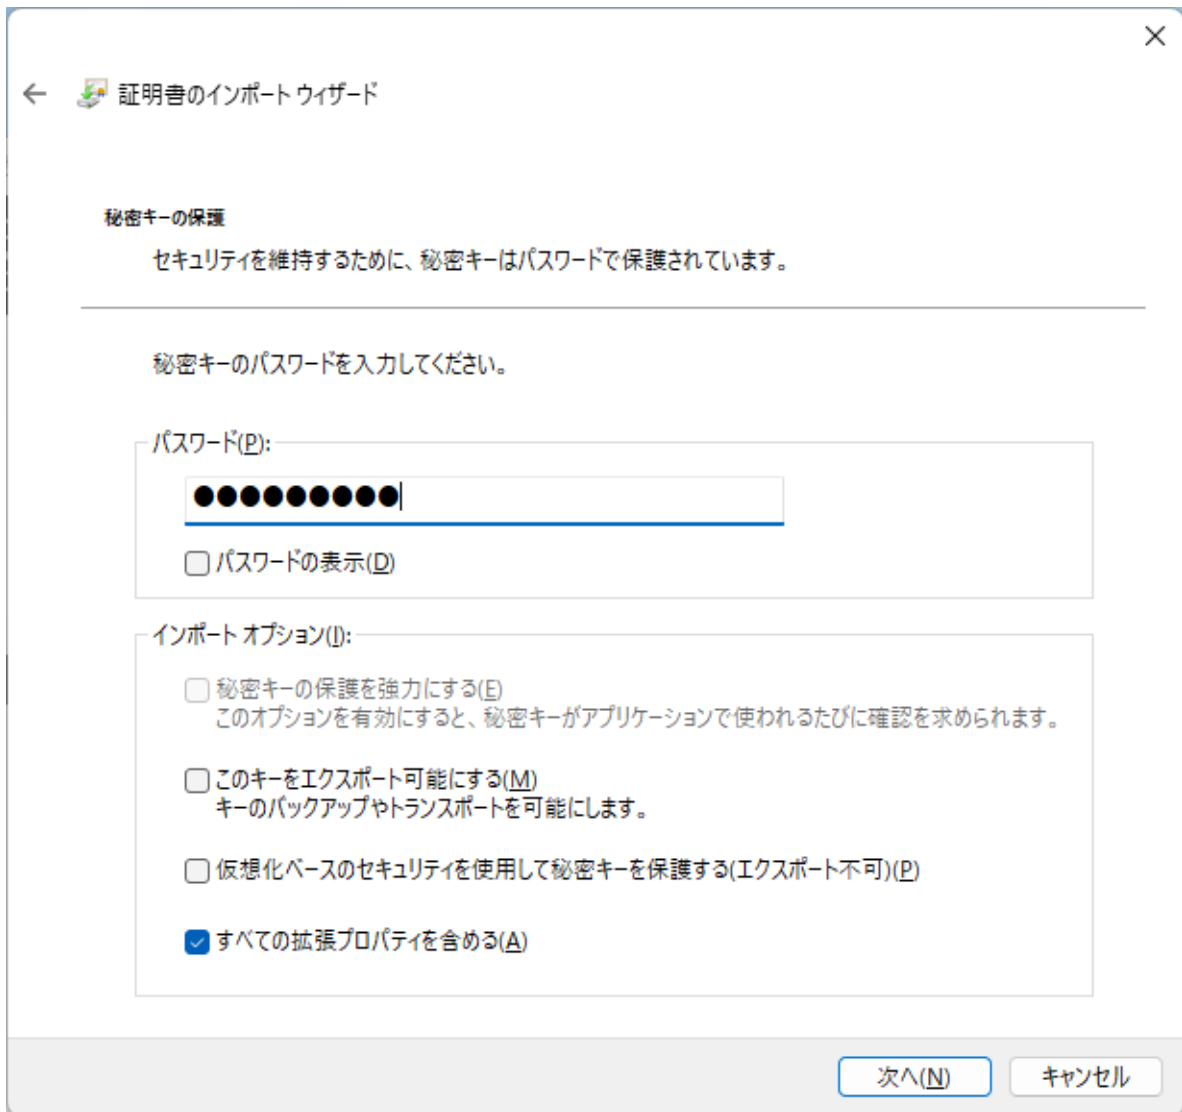 証明書のインポート ウィザード
秘密キーの保護
セキュリティを維持するために、秘密キーはパスワードで保護されています。
秘密キーのパスワードを入力してください。
パスワード(P):
●●●●●●●●●
パスワードの表示(D)
インポート オプション(I):
秘密キーの保護を強力にする(E)
このオプションを有効にすると、秘密キーがアプリケーションで使われるたびに確認を求められます。
このキーをエクスポート可能にする(M)
キーのバックアップやトランスポートを可能にします。
仮想化ベースのセキュリティを使用して秘密キーを保護する(エクスポート不可)(P)
すべての拡張プロパティを含める(A)
次へ(N)
キャンセル